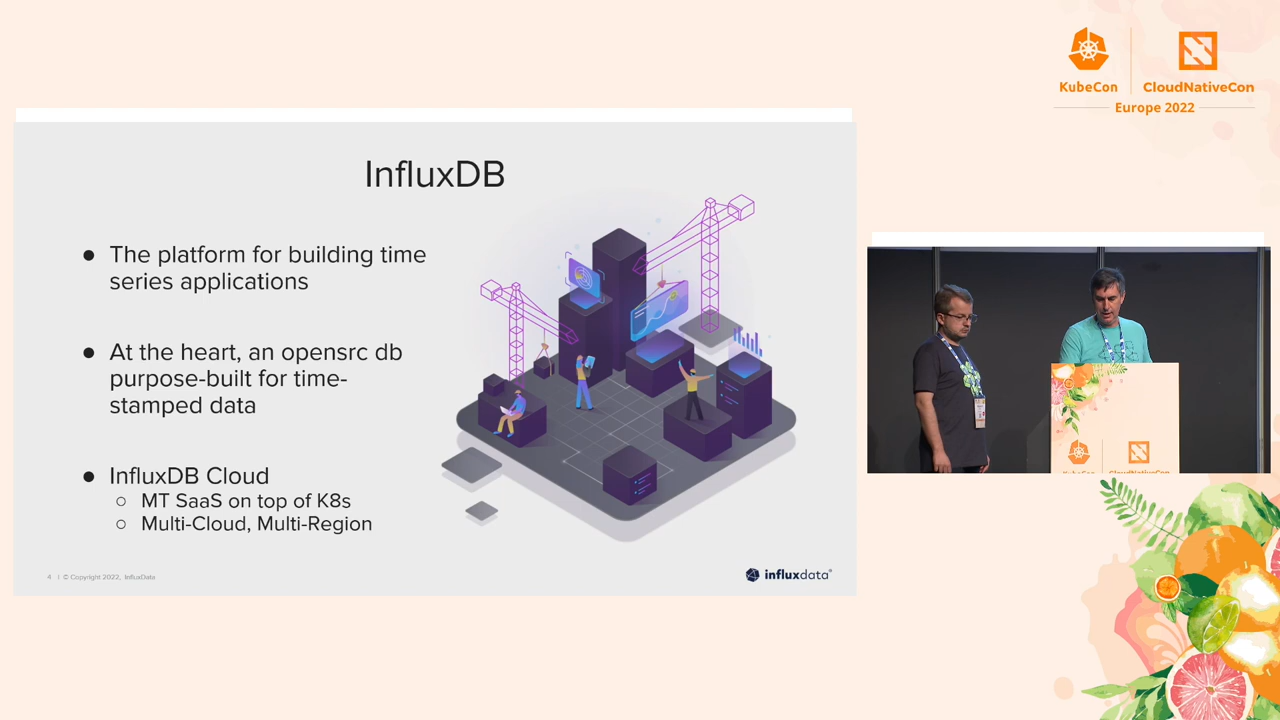 KubeCon
CloudNativeCon
Europe 2022
InfluxDB
● The platform for building time
series applications
● At the heart, an opensrc db
purpose-built for time-
stamped data
● InfluxDB Cloud
○ MT SaaS on top of K8s
○ Multi-Cloud, Multi-Region
4 | © Copyright 2022, InfluxData
influxdata®